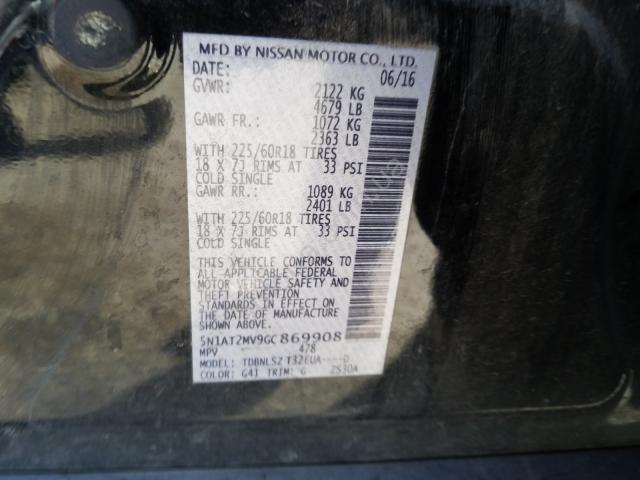 MFD BY NISSAN MOTOR CO., LTD.
DATE: 06/16
GVWR: 2122 KG
4679 LB
GAWR FR.: 1072 KG
2363 LB
WITH 225/60R18 TIRES
18 X 7J RIMS AT 33 PSI
COLD SINGLE
GAWR RR.: 1089 KG
2401 LB
WITH 225/60R18 TIRES
18 X 7J RIMS AT 33 PSI
COLD SINGLE
THIS VEHICLE CONFORMS TO
ALL APPLICABLE FEDERAL
MOTOR VEHICLE SAFETY AND
THEFT PREVENTION
STANDARDS IN EFFECT ON
THE DATE OF MANUFACTURE
SHOWN ABOVE.
5N1AT2MV9GC869908
MPV 478
MODEL: TDBNLSZ T32EUA----D
COLOR: G41 TRIM: G 2S30A